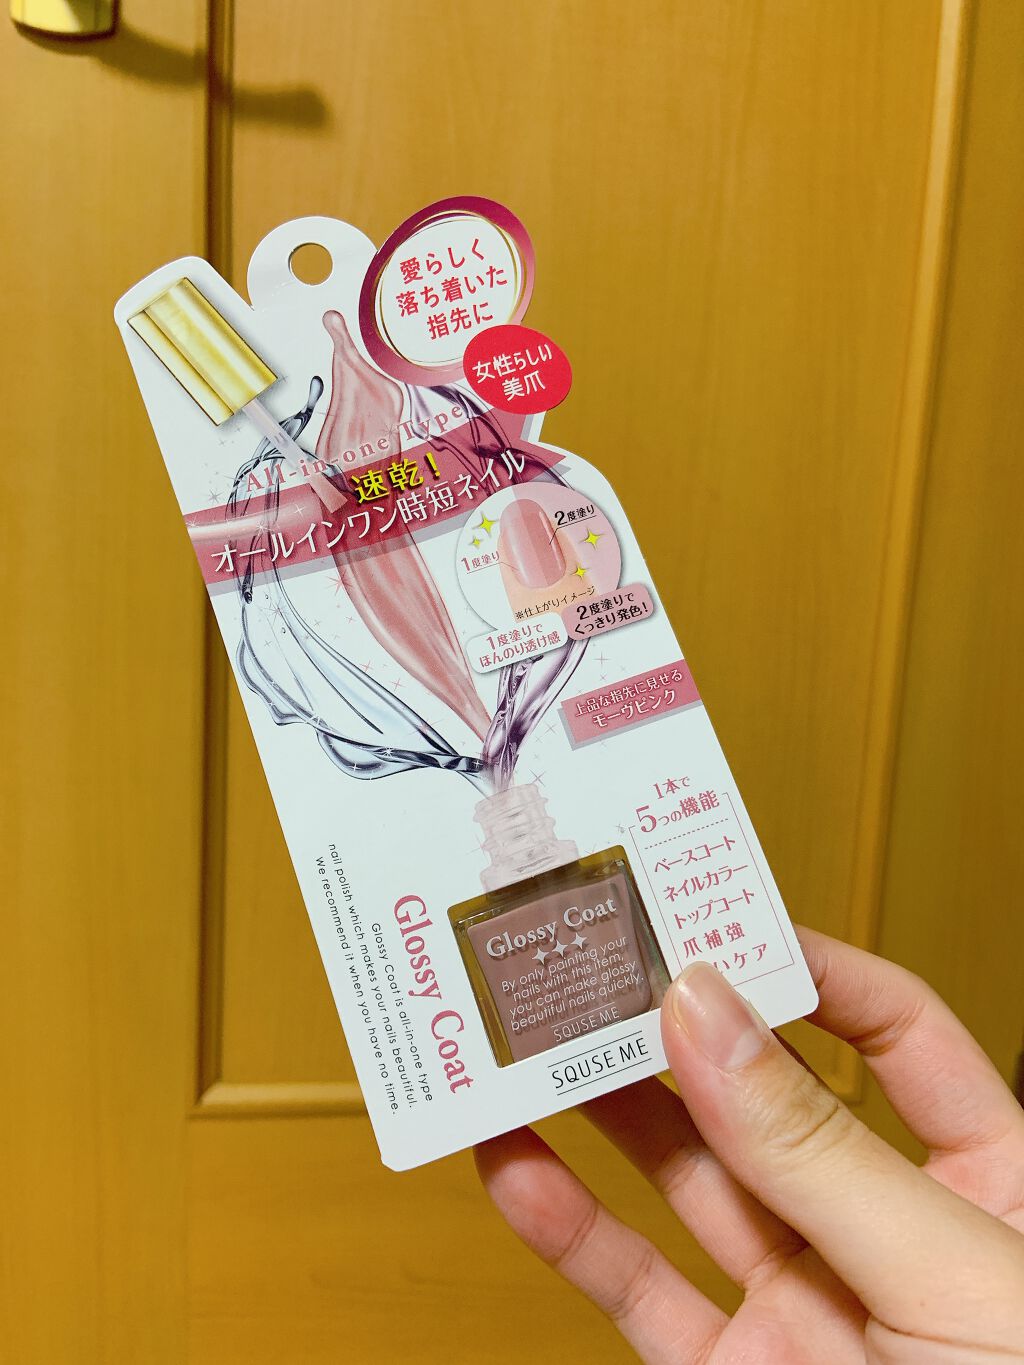 愛らしく
落ち着いた
指先に
女性らしい
美爪
All-in-one Type
速乾！
オールインワン時短ネイル
1度塗り
2度塗り
※仕上がりイメージ
1度塗りで
ほんのり透け感
2度塗りで
くっきり発色！
上品な指先に見せる
モーヴピンク
1本で
5つの機能
ベースコート
ネイルカラー
トップコート
爪補強
いケア
Glossy Coat
Glossy Coat is all-in-one type
nail polish which makes your nails beautiful.
We recommend it when you have no time.
Glossy Coat
By only painting your
nails with this item,
you can make glossy
beautiful nails quickly.
SQUSE ME
SQUSE ME